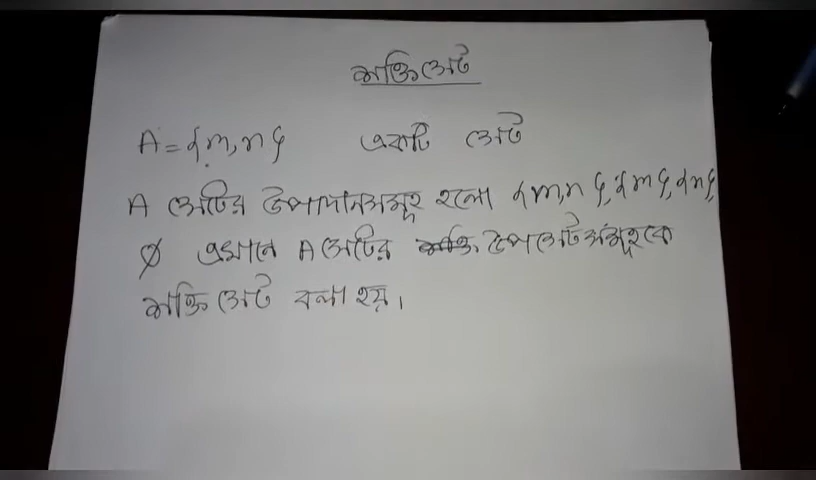 শক্তিসেট
A = {m, n} একটি সেট
A সেটির উপাদানসমূহ হলো {m, n}, {m}, {n},
∅ এখানে A সেটির উপসেটসমূহকে
শক্তি সেট বলা হয়।